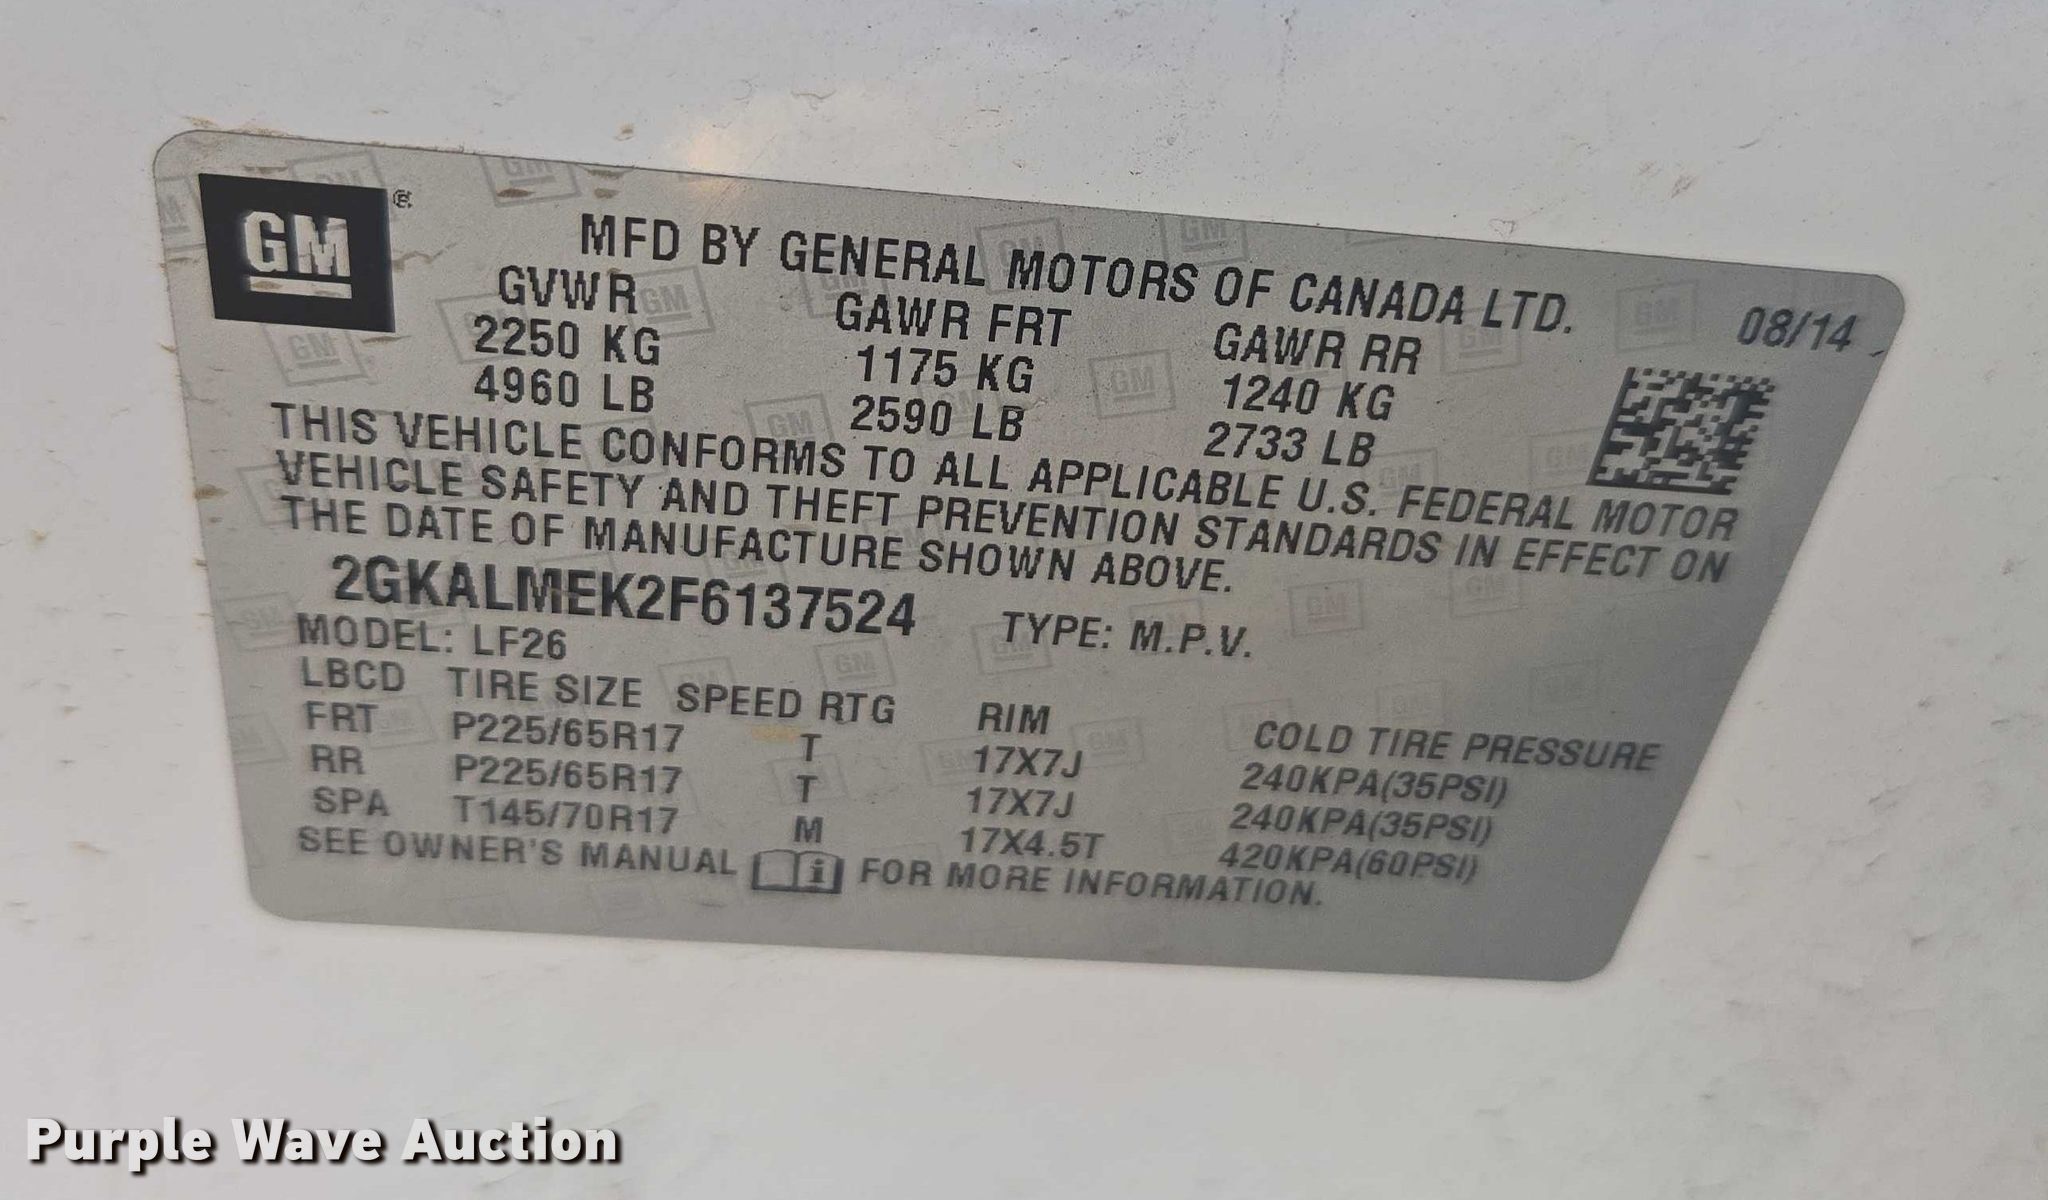 GM®
MFD BY GENERAL MOTORS OF CANADA LTD.
08/14
GVWR GAWR FRT GAWR RR
2250 KG 1175 KG 1240 KG
4960 LB 2590 LB 2733 LB
THIS VEHICLE CONFORMS TO ALL APPLICABLE U.S. FEDERAL MOTOR
VEHICLE SAFETY AND THEFT PREVENTION STANDARDS IN EFFECT ON
THE DATE OF MANUFACTURE SHOWN ABOVE.
2GKALMEK2F6137524 TYPE: M.P.V.
MODEL: LF26
LBCD TIRE SIZE SPEED RTG RIM COLD TIRE PRESSURE
FRT P225/65R17 T 17X7J 240KPA(35PSI)
RR P225/65R17 T 17X7J 240KPA(35PSI)
SPA T145/70R17 M 17X4.5T 420KPA(60PSI)
SEE OWNER'S MANUAL i FOR MORE INFORMATION.
Purple Wave Auction